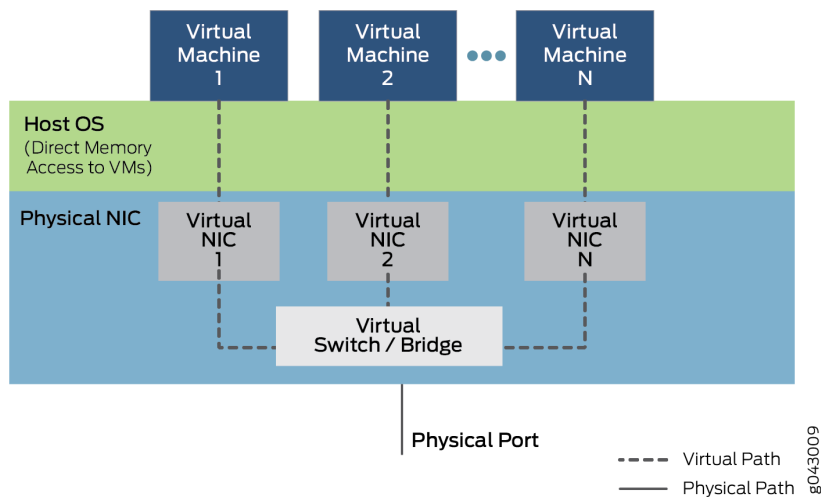 Virtual
Machine
1
Virtual
Machine
2
Virtual
Machine
N
Host OS
(Direct Memory
Access to VMs)
Physical NIC
Virtual
NIC
1
Virtual
NIC
2
Virtual
NIC
N
Virtual
Switch / Bridge
Physical Port
Virtual Path
Physical Path
g043009